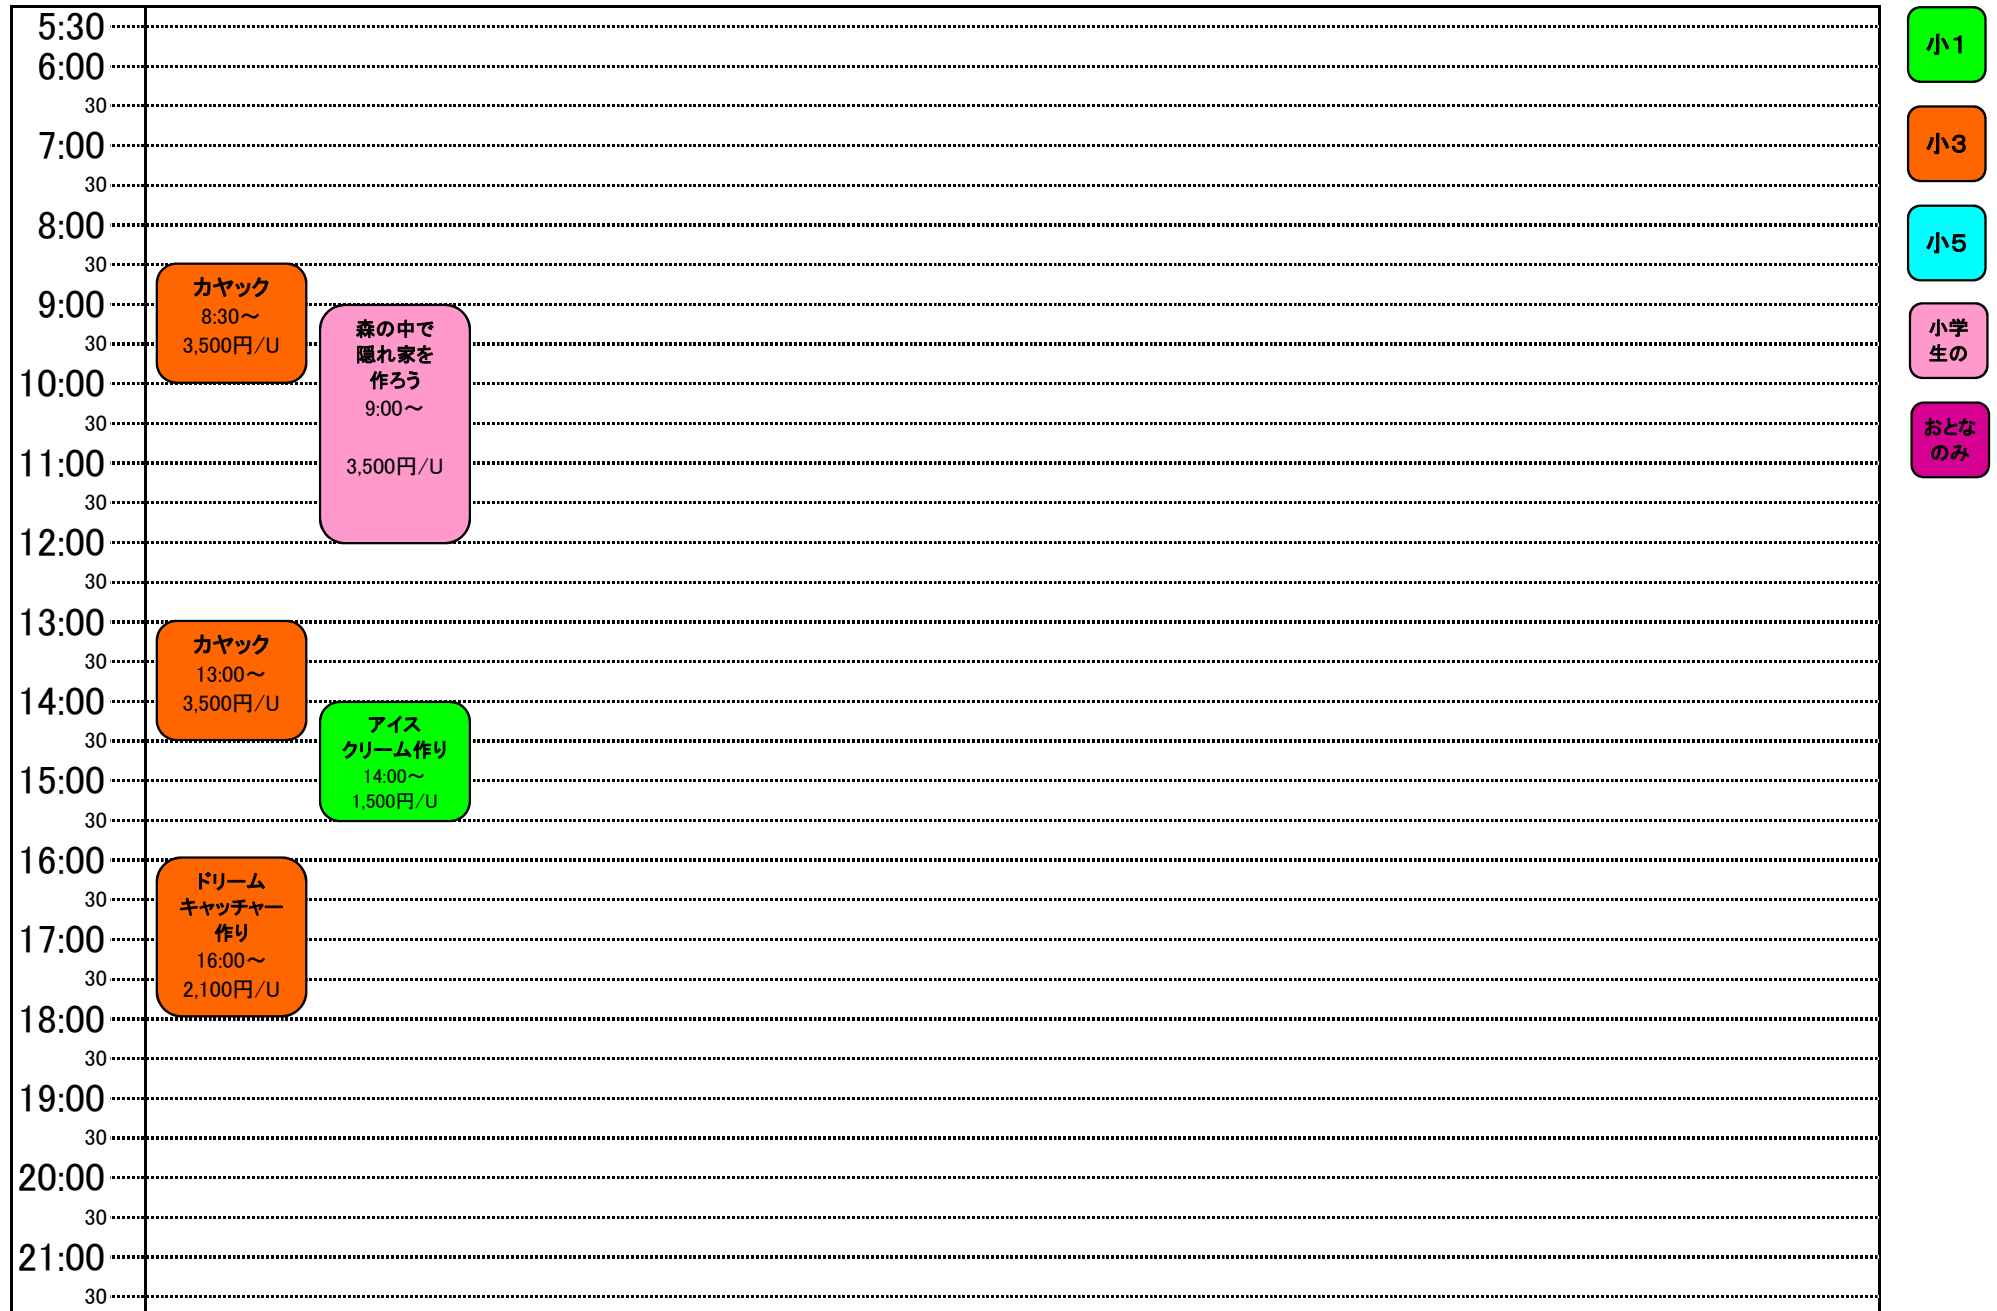 5:30
6:00
30
7:00
30
8:00
30
9:00
30
10:00
30
11:00
30
12:00
30
13:00
30
14:00
30
15:00
30
16:00
30
17:00
30
18:00
30
19:00
30
20:00
30
21:00
30
カヤック
8:30～
3,500円/U
森の中で
隠れ家を
作ろう
9:00～
3,500円/U
カヤック
13:00～
3,500円/U
アイス
クリーム作り
14:00～
1,500円/U
ドリーム
キャッチャー
作り
16:00～
2,100円/U
小１
小３
小５
小学
生の
おとな
のみ